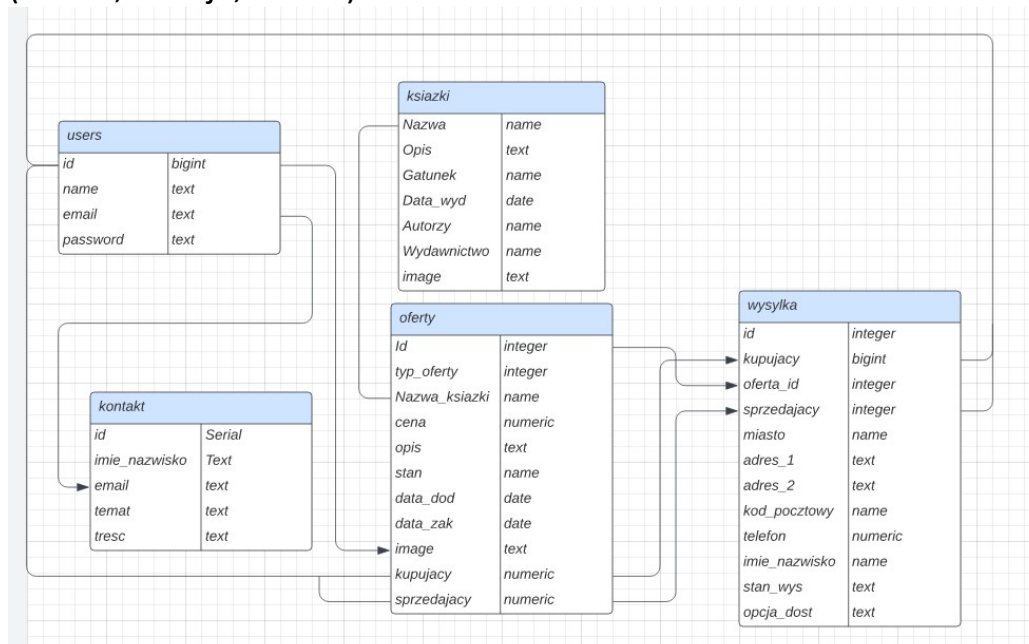 users
id bigint
name text
email text
password text
ksiazki
Nazwa name
Opis text
Gatunek name
Data_wyd date
Autorzy name
Wydawnictwo name
image text
oferty
Id integer
typ_oferty integer
Nazwa_ksiazki name
cena numeric
opis text
stan name
data_dod date
data_zak date
image text
kupujacy numeric
sprzedajacy numeric
kontakt
id Serial
imie_nazwisko Text
email text
temat text
tresc text
wysylka
id integer
kupujacy bigint
oferta_id integer
sprzedajacy integer
miasto name
adres_1 text
adres_2 text
kod_pocztowy name
telefon numeric
imie_nazwisko name
stan_wys text
opcja_dost text